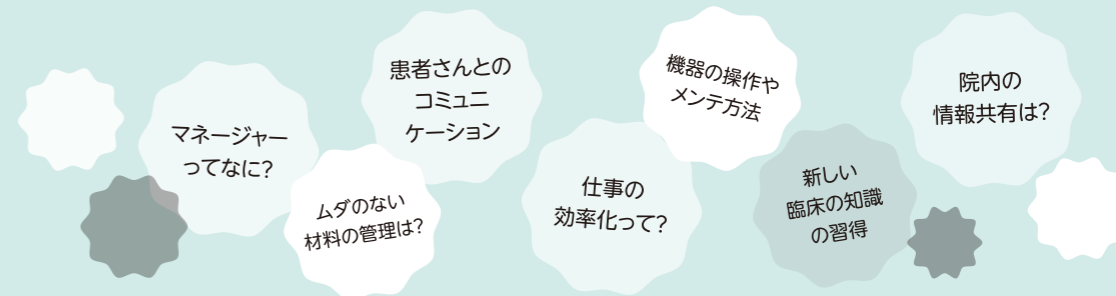 マネージャー
ってなに?
ムダのない
材料の管理は?
患者さんとの
コミュニ
ケーション
仕事の
効率化って?
機器の操作や
メンテ方法
新しい
臨床の知識
の習得
院内の
情報共有は?